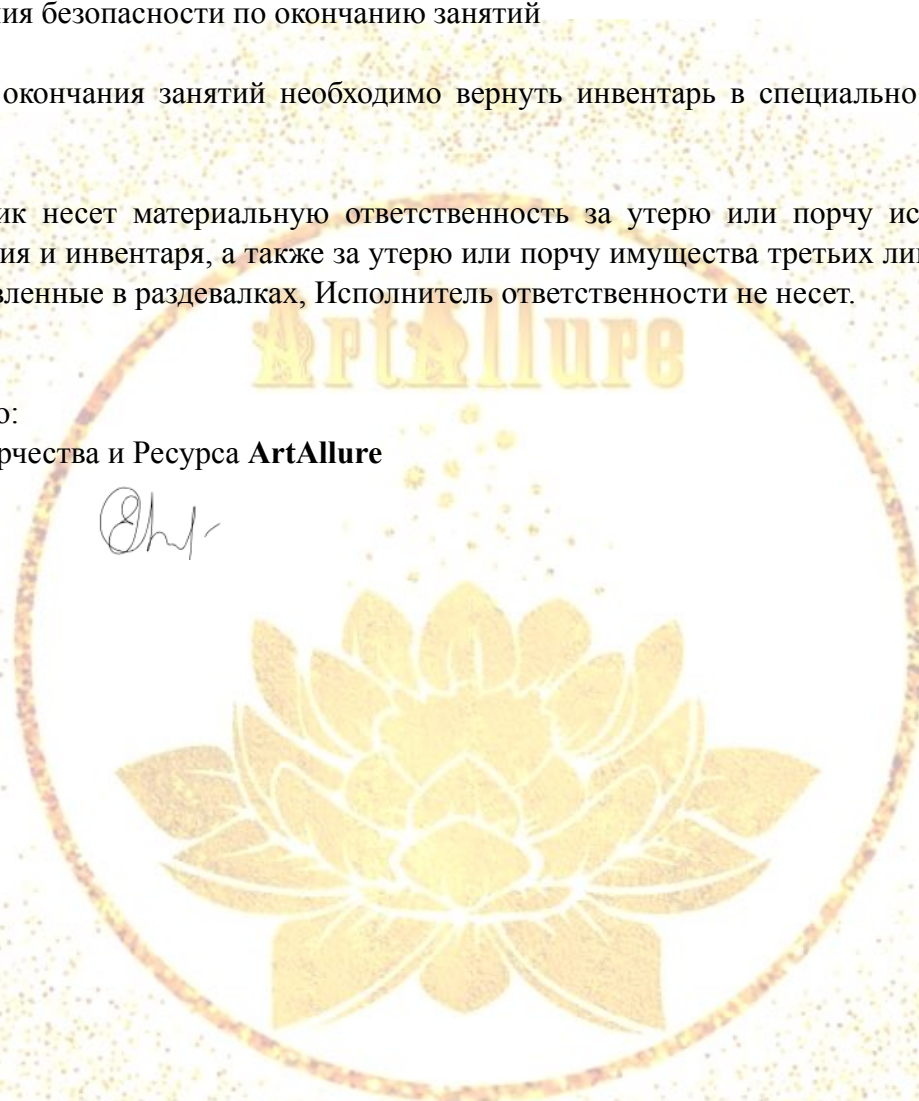 ия безопасности по окончанию занятий
окончания занятий необходимо вернуть инвентарь в специально
ик несет материальную ответственность за утерю или порчу ис
ия и инвентаря, а также за утерю или порчу имущества третьих ли
вленные в раздевалках, Исполнитель ответственности не несет.
ArtAllure
о:
рчества и Ресурса ArtAllure